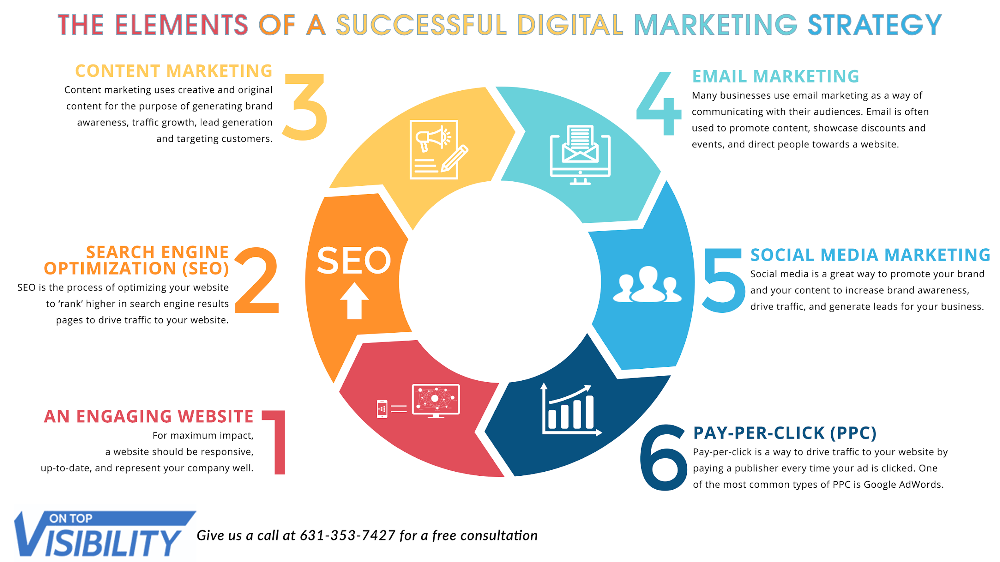 THE ELEMENTS OF A SUCCESSFUL DIGITAL MARKETING STRATEGY
AN ENGAGING WEBSITE
1
For maximum impact,
a website should be responsive,
up-to-date, and represent your company well.
SEARCH ENGINE
OPTIMIZATION (SEO)
2
SEO is the process of optimizing your website
to ‘rank’ higher in search engine results
pages to drive traffic to your website.
SEO
CONTENT MARKETING
3
Content marketing uses creative and original
content for the purpose of generating brand
awareness, traffic growth, lead generation
and targeting customers.
4
EMAIL MARKETING
Many businesses use email marketing as a way of
communicating with their audiences. Email is often
used to promote content, showcase discounts and
events, and direct people towards a website.
5
SOCIAL MEDIA MARKETING
Social media is a great way to promote your brand
and your content to increase brand awareness,
drive traffic, and generate leads for your business.
6
PAY-PER-CLICK (PPC)
Pay-per-click is a way to drive traffic to your website by
paying a publisher every time your ad is clicked. One
of the most common types of PPC is Google AdWords.
ON TOP
VISIBILITY
Give us a call at 631-353-7427 for a free consultation